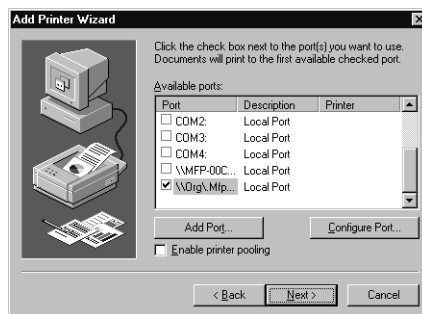 Add Printer Wizard
Click the check box next to the port(s) you want to use.
Documents will print to the first available checked port.
Available ports:
Port Description Printer
COM2: Local Port
COM3: Local Port
COM4: Local Port
\\MFP-00C... Local Port
\\Org\.Mfp... Local Port
Add Port... Configure Port...
Enable printer pooling
< Back Next > Cancel